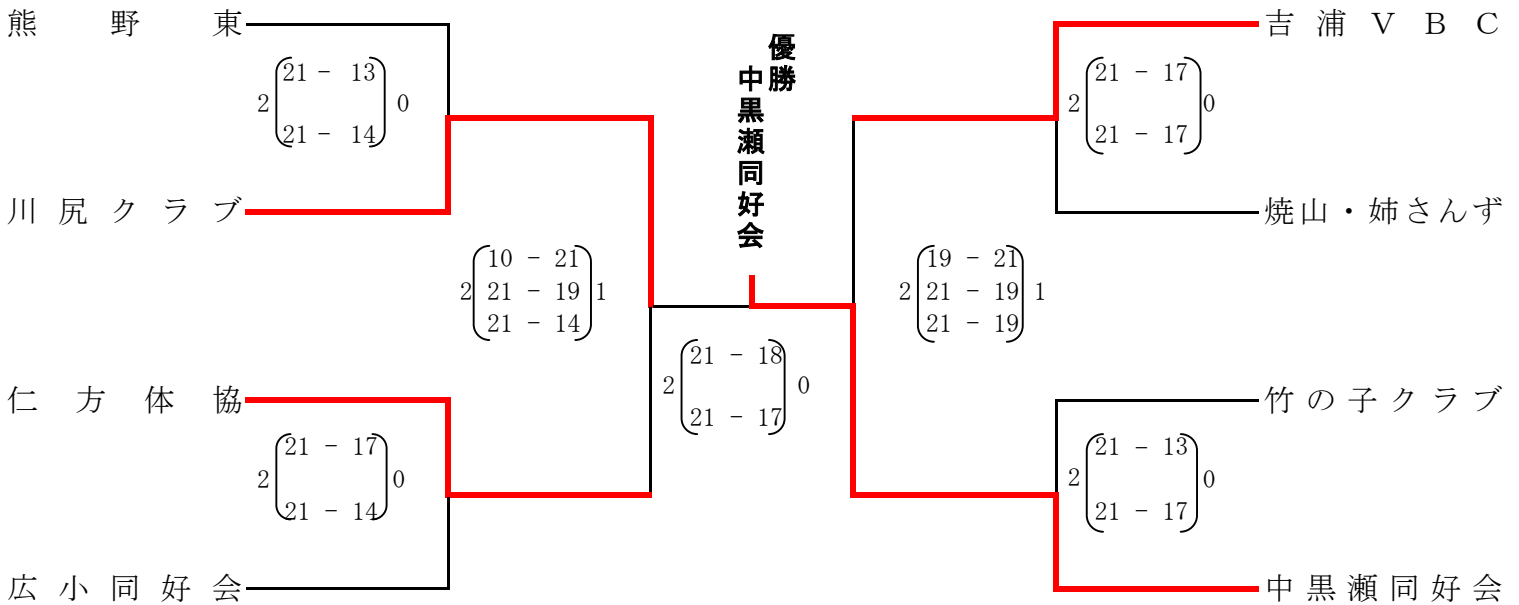 熊野東
2 21 - 13 0
21 - 14
川尻クラブ
10 - 21
2 21 - 19 1
21 - 14
仁方体協
2 21 - 17 0
21 - 14
広小同好会
優勝
中黒瀬同好会
2 21 - 18 0
21 - 17
吉浦VBC
2 21 - 17 0
21 - 17
焼山・姉さんず
19 - 21
2 21 - 19 1
21 - 19
竹の子クラブ
2 21 - 13 0
21 - 17
中黒瀬同好会